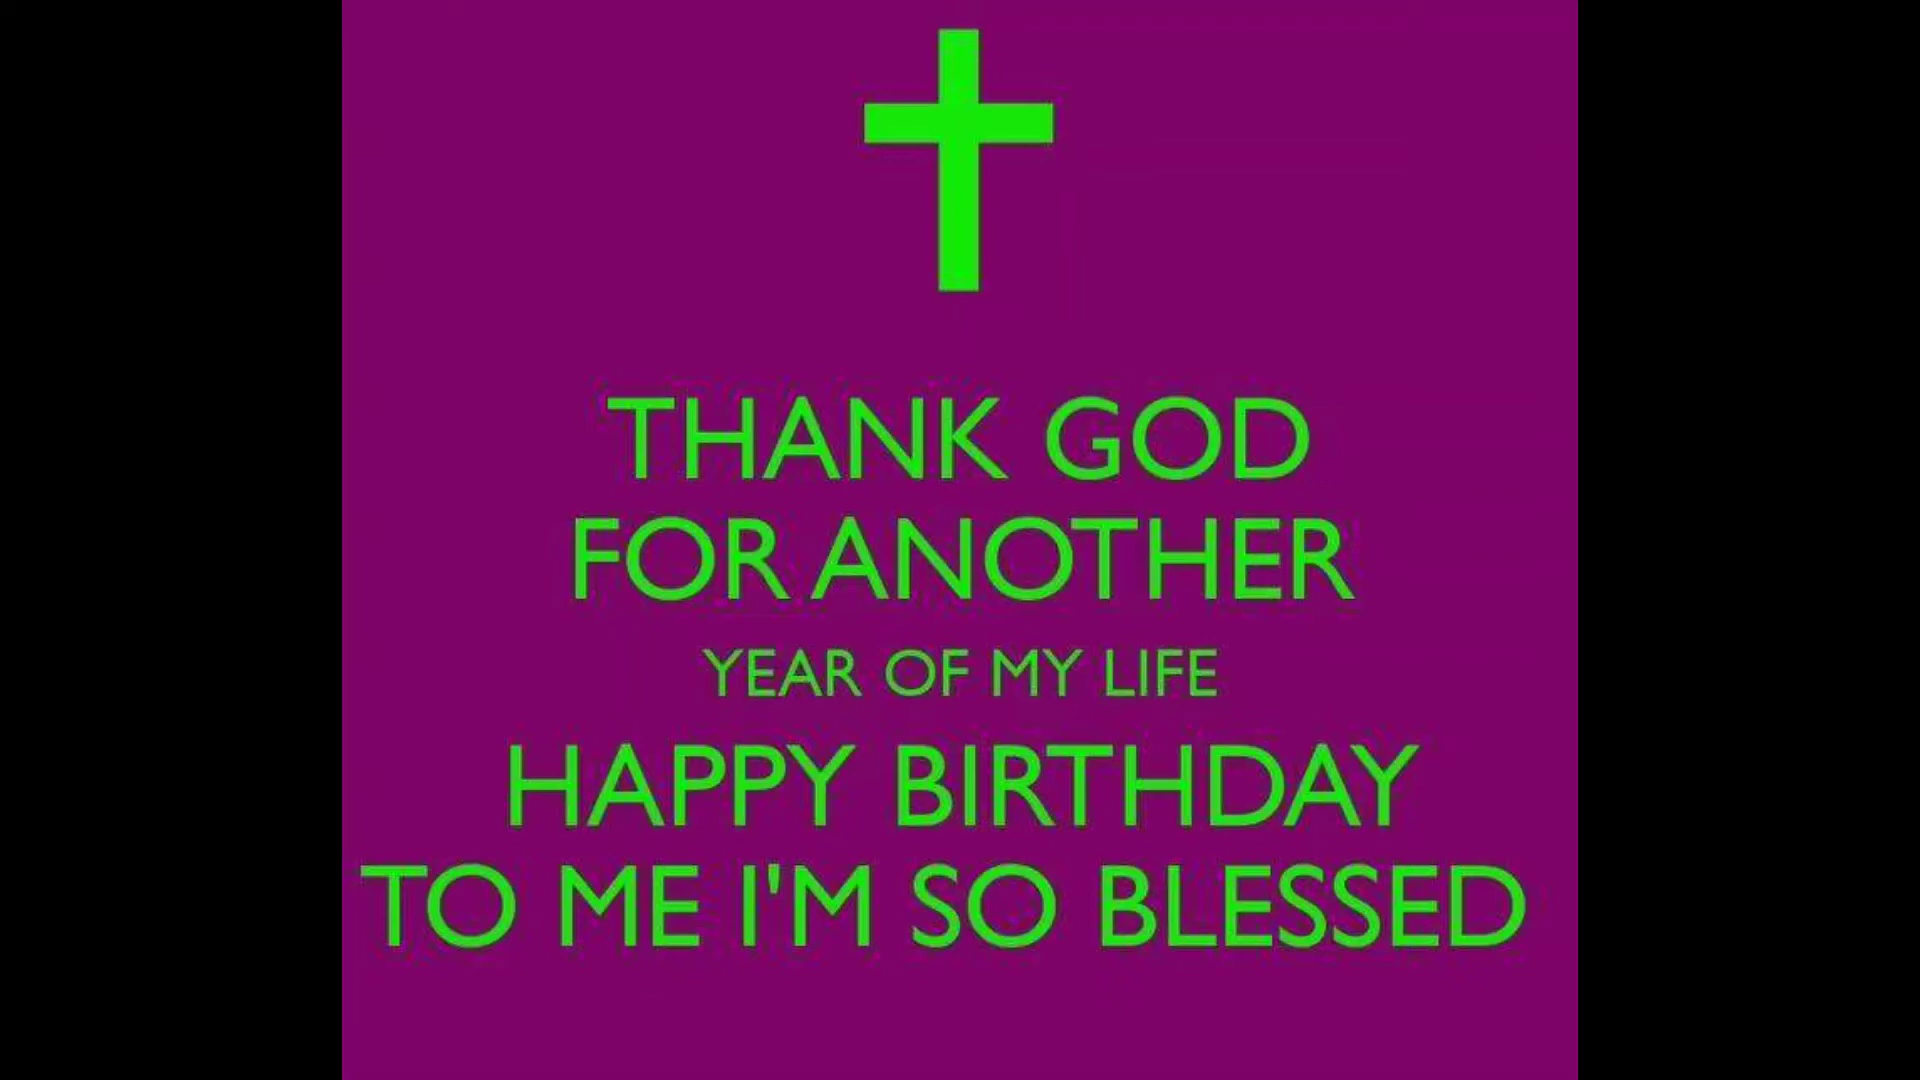 THANK GOD
FOR ANOTHER
YEAR OF MY LIFE
HAPPY BIRTHDAY
TO ME I'M SO BLESSED